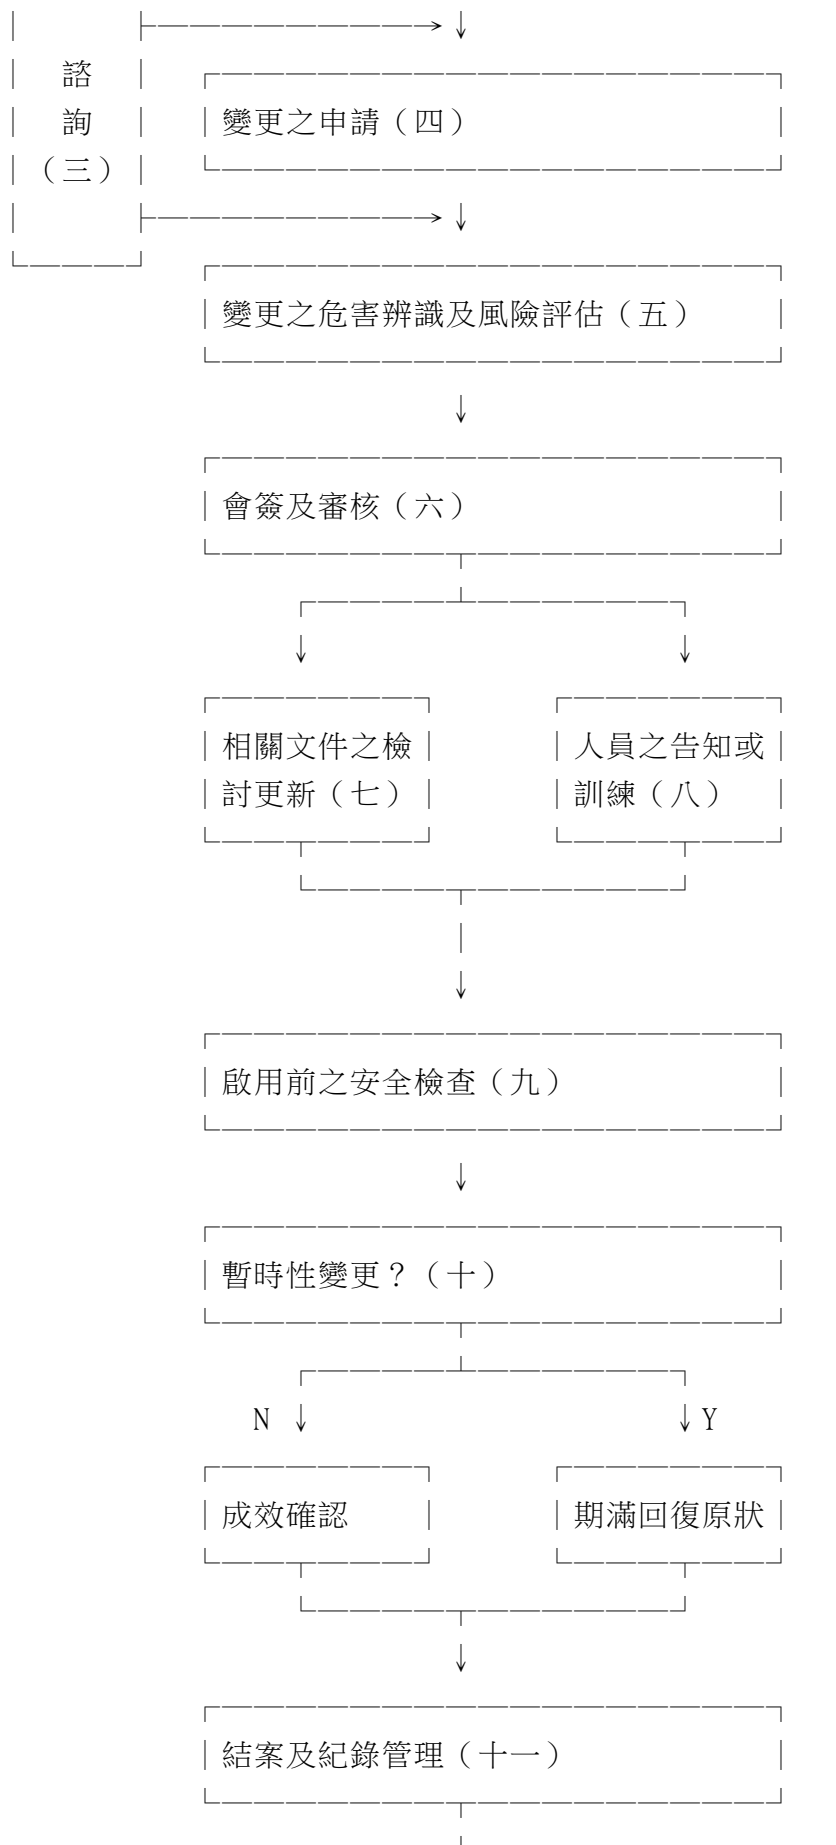 諮
詢
（三）
變更之申請（四）
變更之危害辨識及風險評估（五）
會簽及審核（六）
相關文件之檢
討更新（七）
人員之告知或
訓練（八）
啟用前之安全檢查（九）
暫時性變更？（十）
N
Y
成效確認
期滿回復原狀
結案及紀錄管理（十一）